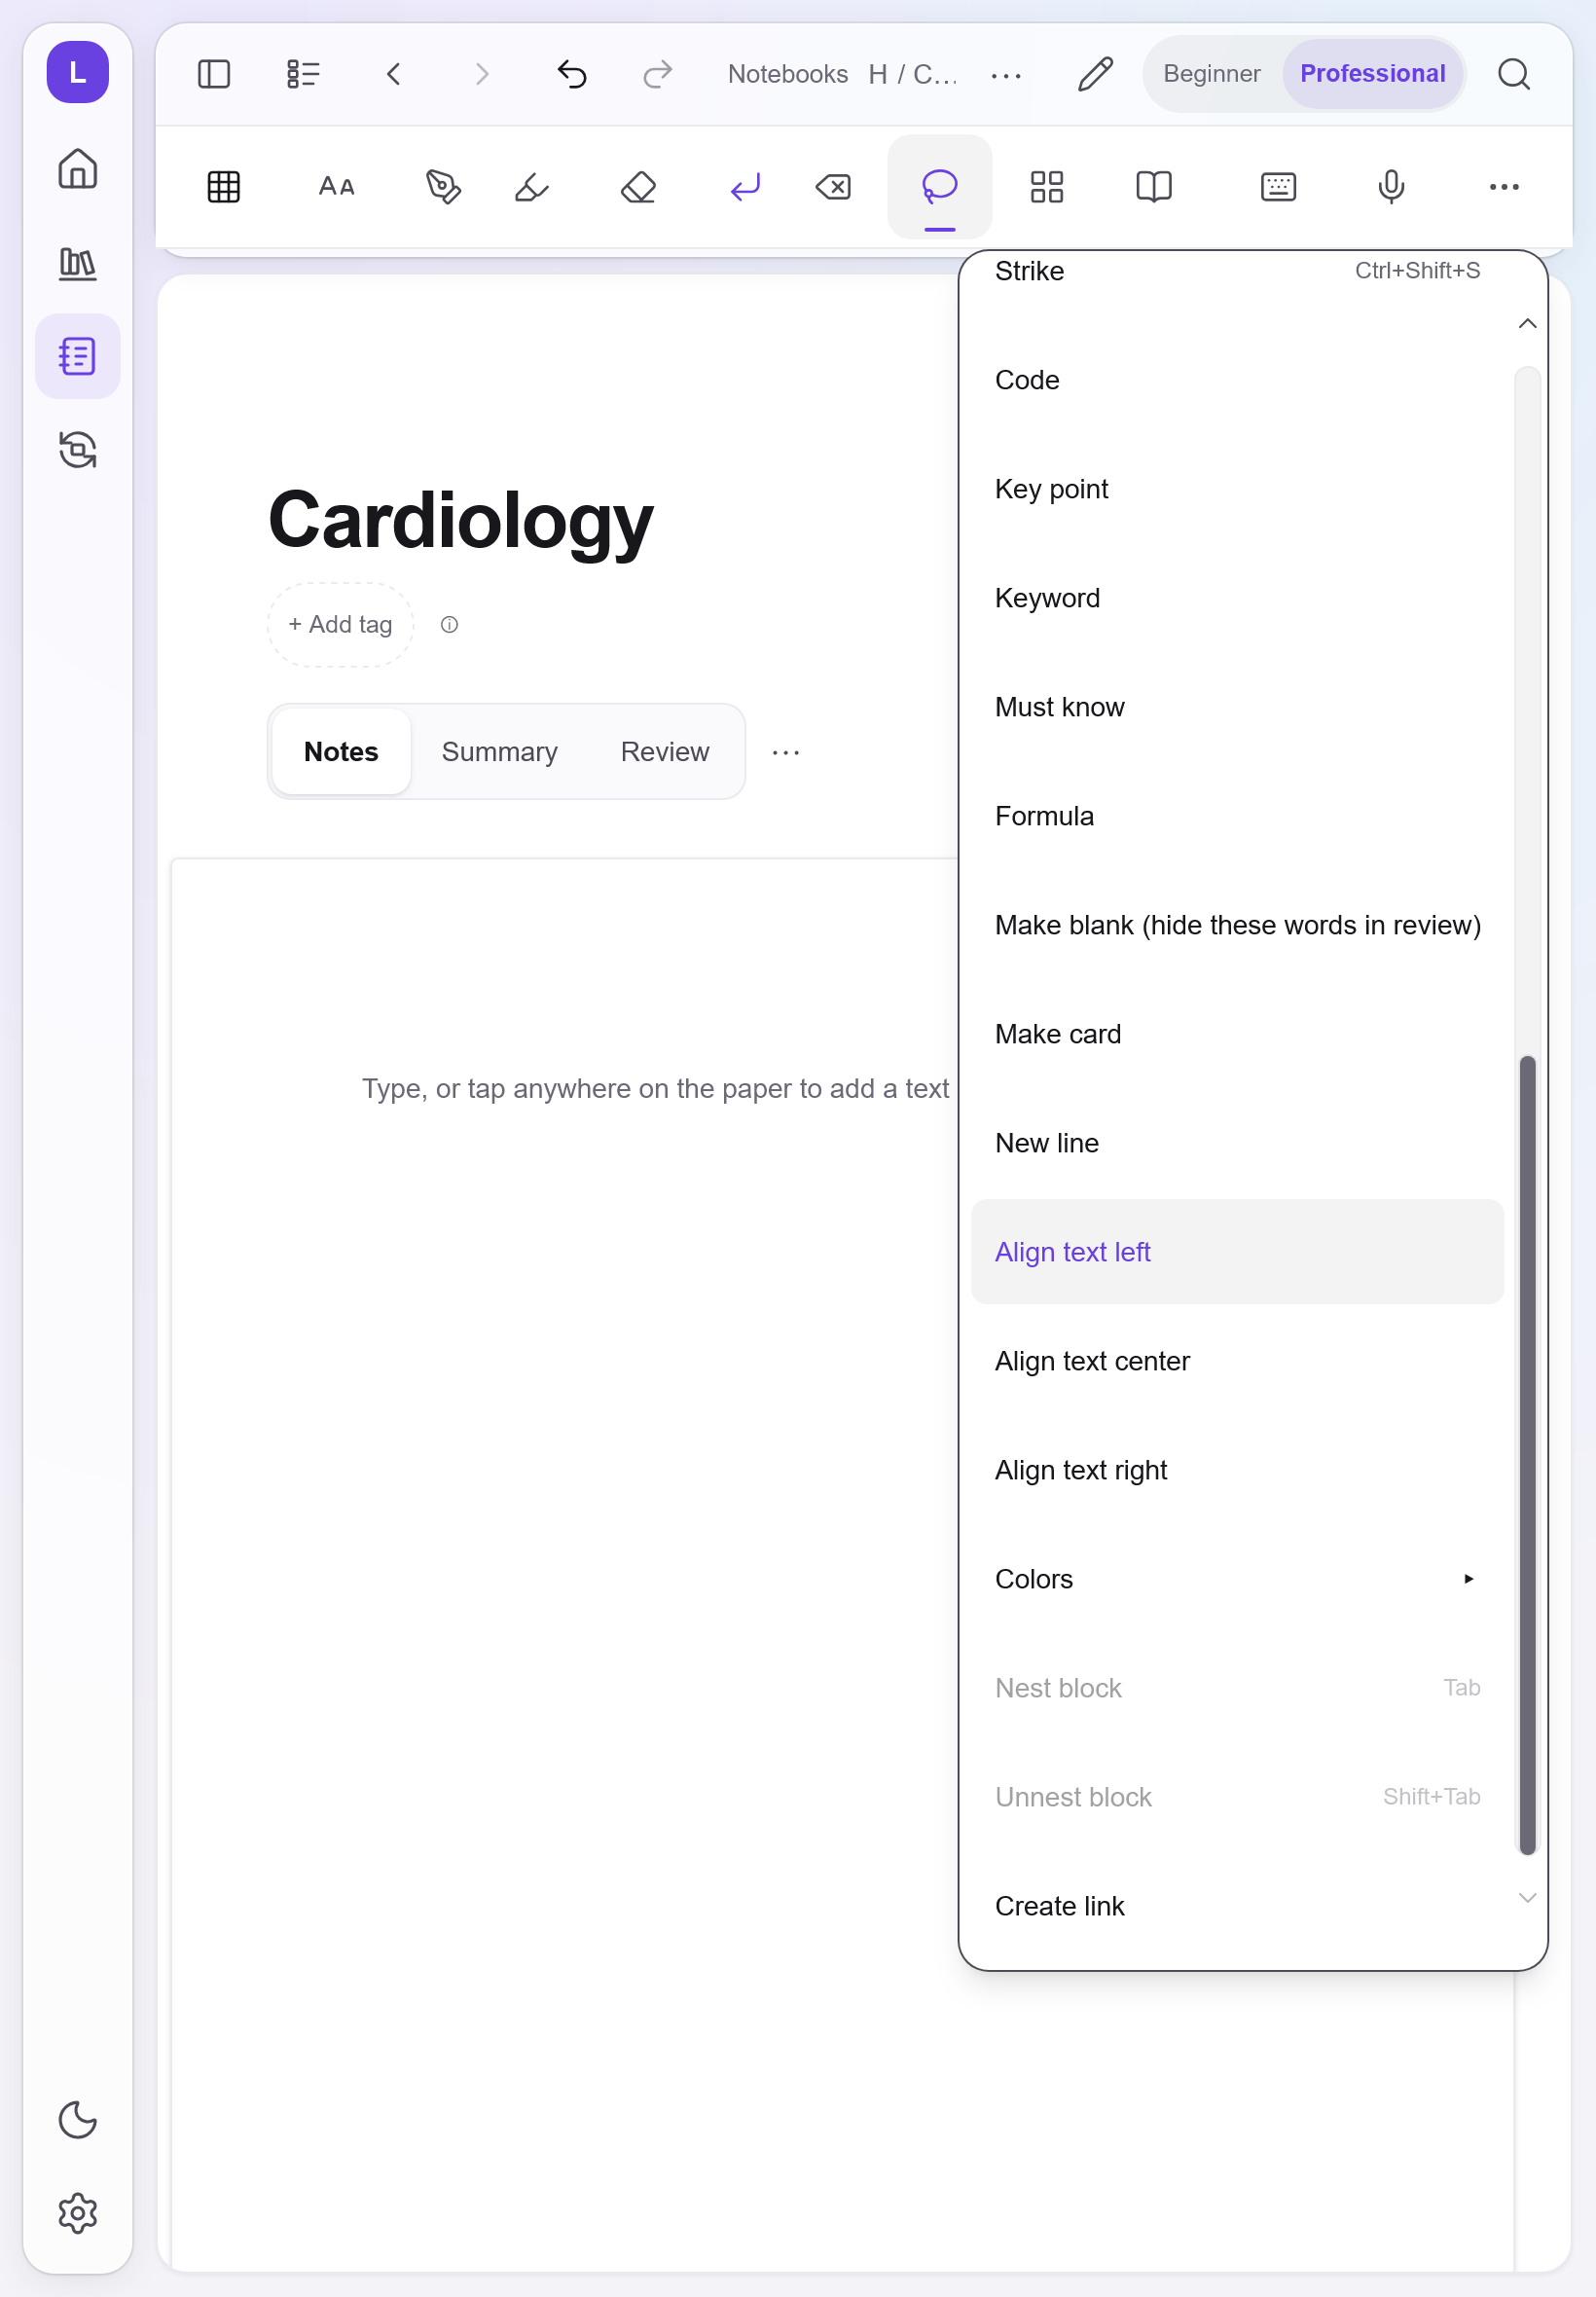 L
Notebooks H / C... ...
Beginner Professional
AA
Strike Ctrl+Shift+S
Code
Key point
Cardiology
Keyword
+ Add tag
Must know
Notes Summary Review ...
Formula
Make blank (hide these words in review)
Make card
Type, or tap anywhere on the paper to add a text
New line
Align text left
Align text center
Align text right
Colors
Nest block Tab
Unnest block Shift+Tab
Create link